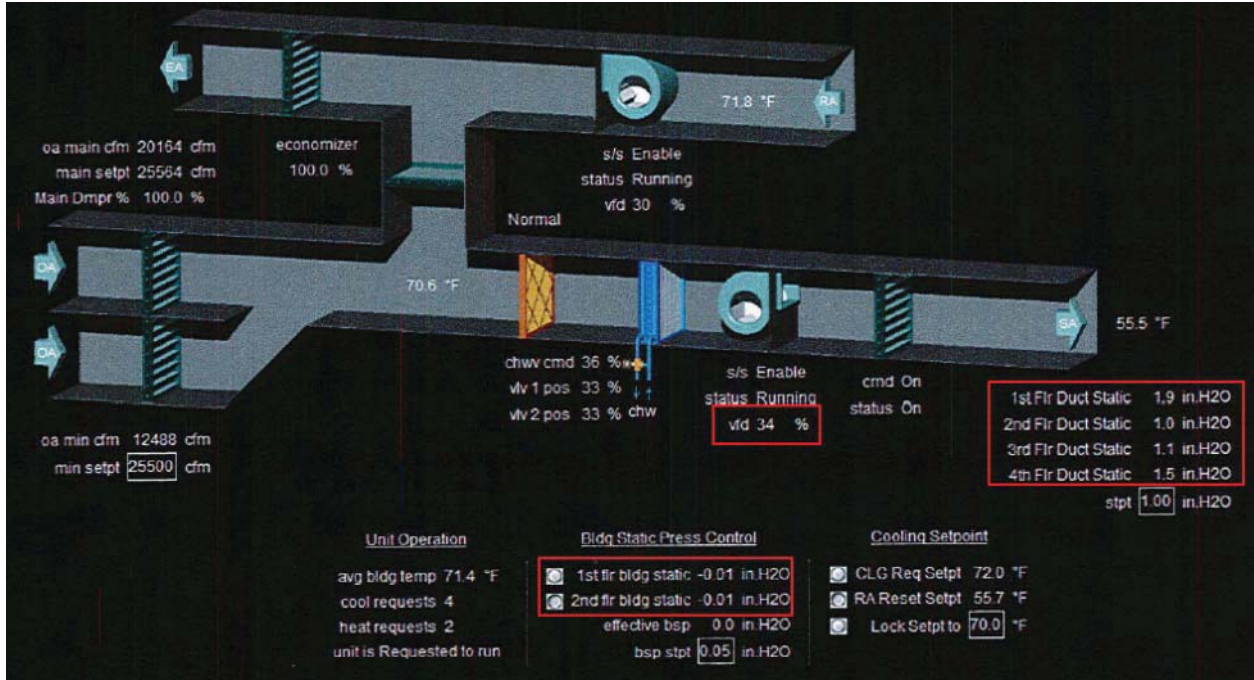 EA
71.8 °F
RA
oa main cfm 20164 cfm
main setpt 25564 cfm
Main Dmpr % 100.0 %
economizer
100.0 %
s/s Enable
status Running
vfd 30 %
Normal
OA
70.6 °F
OA
SA
55.5 °F
chwv cmd 36 %
vlv 1 pos 33 %
vlv 2 pos 33 %
chw
s/s Enable
status Running
vfd 34 %
cmd On
status On
1st Flr Duct Static 1.9 in.H2O
2nd Flr Duct Static 1.0 in.H2O
3rd Flr Duct Static 1.1 in.H2O
4th Flr Duct Static 1.5 in.H2O
stpt 1.00 in.H2O
oa min cfm 12488 cfm
min setpt 25500 cfm
Unit Operation
avg bldg temp 71.4 °F
cool requests 4
heat requests 2
unit is Requested to run
Bldg Static Press Control
1st flr bldg static -0.01 in.H2O
2nd flr bldg static -0.01 in.H2O
effective bsp 0.0 in.H2O
bsp stpt 0.05 in.H2O
Cooling Setpoint
CLG Req Setpt 72.0 °F
RA Reset Setpt 55.7 °F
Lock Setpt to 70.0 °F